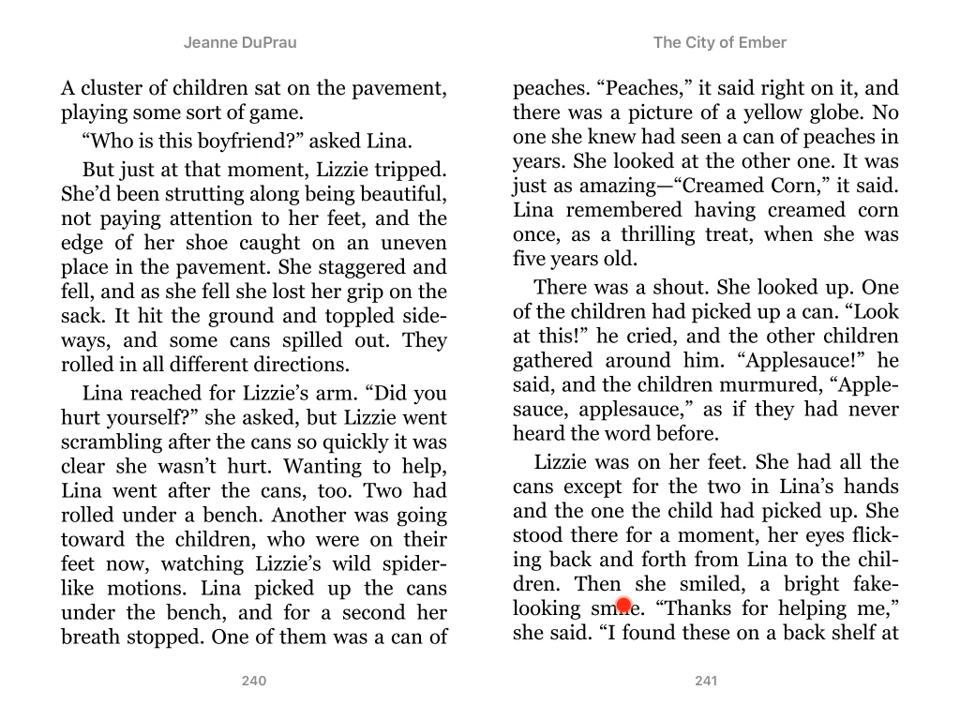 Jeanne DuPrau
A cluster of children sat on the pavement,
playing some sort of game.
“Who is this boyfriend?” asked Lina.
But just at that moment, Lizzie tripped.
She’d been strutting along being beautiful,
not paying attention to her feet, and the
edge of her shoe caught on an uneven
place in the pavement. She staggered and
fell, and as she fell she lost her grip on the
sack. It hit the ground and toppled side-
ways, and some cans spilled out. They
rolled in all different directions.
Lina reached for Lizzie’s arm. “Did you
hurt yourself?” she asked, but Lizzie went
scrambling after the cans so quickly it was
clear she wasn’t hurt. Wanting to help,
Lina went after the cans, too. Two had
rolled under a bench. Another was going
toward the children, who were on their
feet now, watching Lizzie’s wild spider-
like motions. Lina picked up the cans
under the bench, and for a second her
breath stopped. One of them was a can of
240
The City of Ember
peaches. “Peaches,” it said right on it, and
there was a picture of a yellow globe. No
one she knew had seen a can of peaches in
years. She looked at the other one. It was
just as amazing—“Creamed Corn,” it said.
Lina remembered having creamed corn
once, as a thrilling treat, when she was
five years old.
There was a shout. She looked up. One
of the children had picked up a can. “Look
at this!” he cried, and the other children
gathered around him. “Applesauce!” he
said, and the children murmured, “Apple-
sauce, applesauce,” as if they had never
heard the word before.
Lizzie was on her feet. She had all the
cans except for the two in Lina’s hands
and the one the child had picked up. She
stood there for a moment, her eyes flick-
ing back and forth from Lina to the chil-
dren. Then she smiled, a bright fake-
looking smile. “Thanks for helping me,”
she said. “I found these on a back shelf at
241